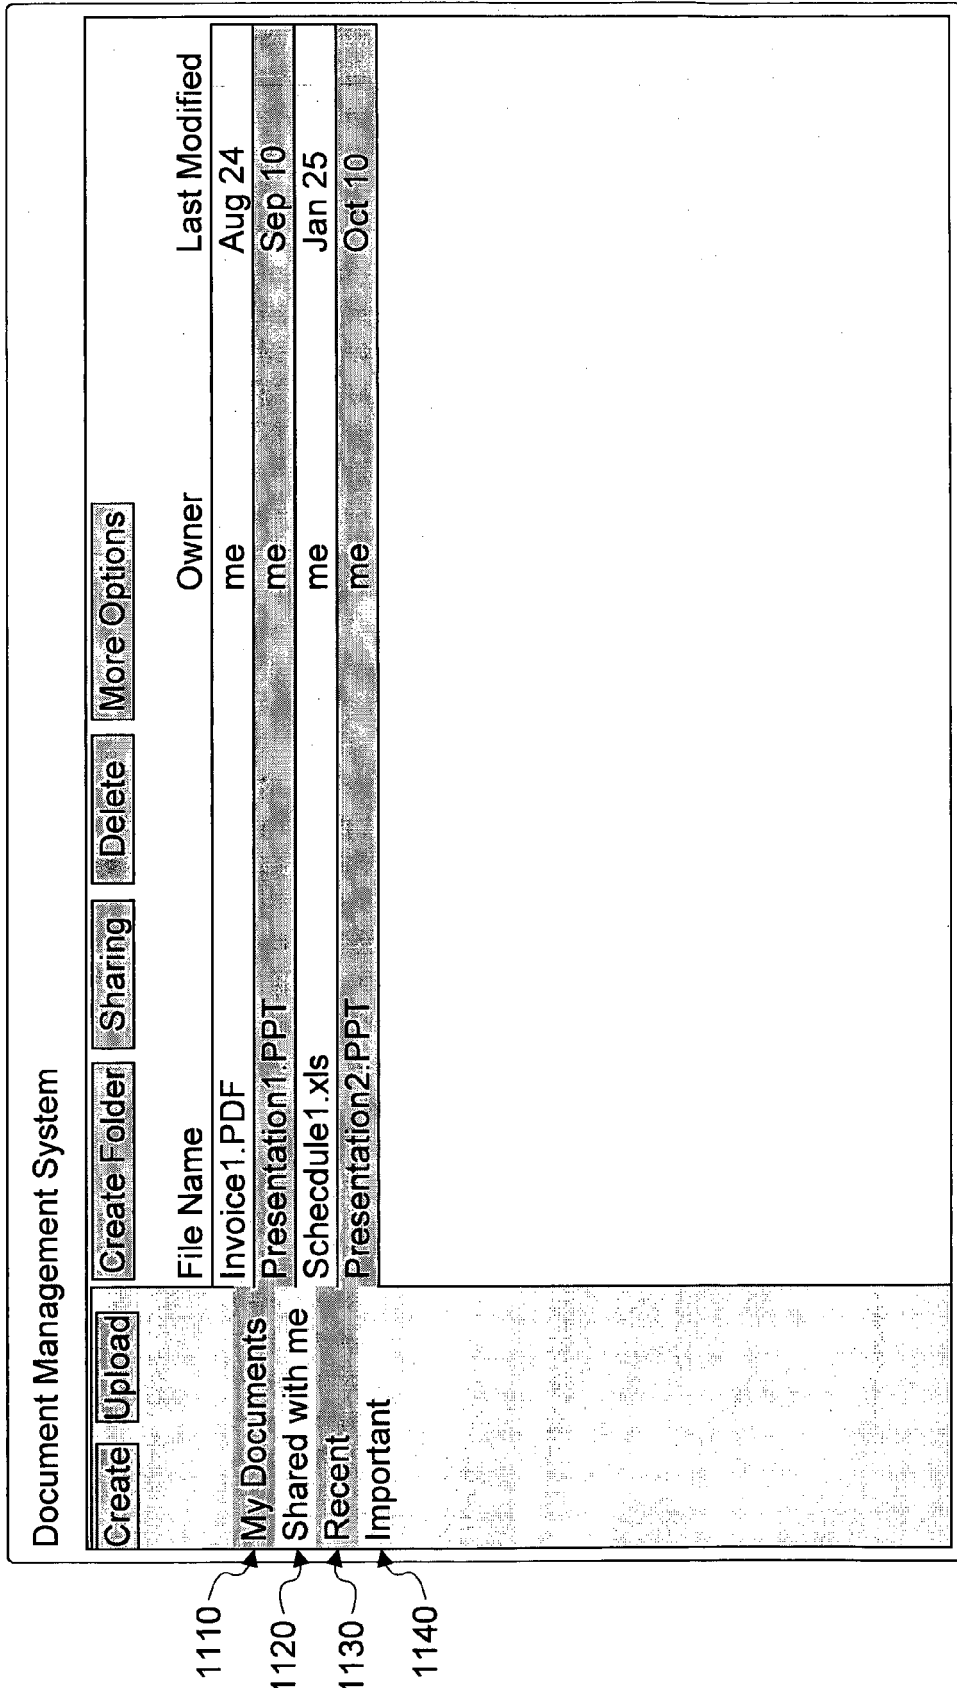 Document Management System
Create Upload Create Folder Sharing Delete More Options
File Name Owner Last Modified
Invoice1.PDF me Aug 24
Presentation1.PPT me Sep 10
Schecdule1.xls me Jan 25
Presentation2.PPT me Oct 10
1110 My Documents
1120 Shared with me
1130 Recent
1140 Important